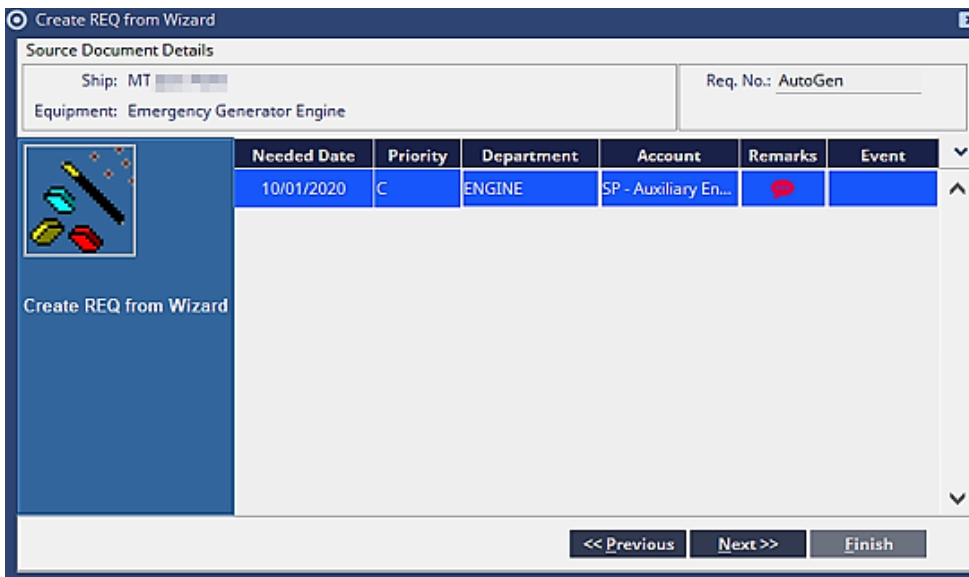 Create REQ from Wizard
Source Document Details
Ship: MT
Req. No.: AutoGen
Equipment: Emergency Generator Engine
Needed Date Priority Department Account Remarks Event
10/01/2020 C ENGINE SP - Auxiliary En...
Create REQ from Wizard
<< Previous Next >> Finish